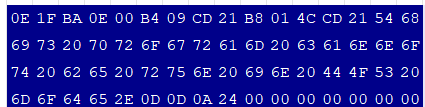 0E 1F BA 0E 00 B4 09 CD 21 B8 01 4C CD 21 54 68
69 73 20 70 72 6F 67 72 61 6D 20 63 61 6E 6E 6F
74 20 62 65 20 72 75 6E 20 69 6E 20 44 4F 53 20
6D 6F 64 65 2E 0D 0D 0A 24 00 00 00 00 00 00 00